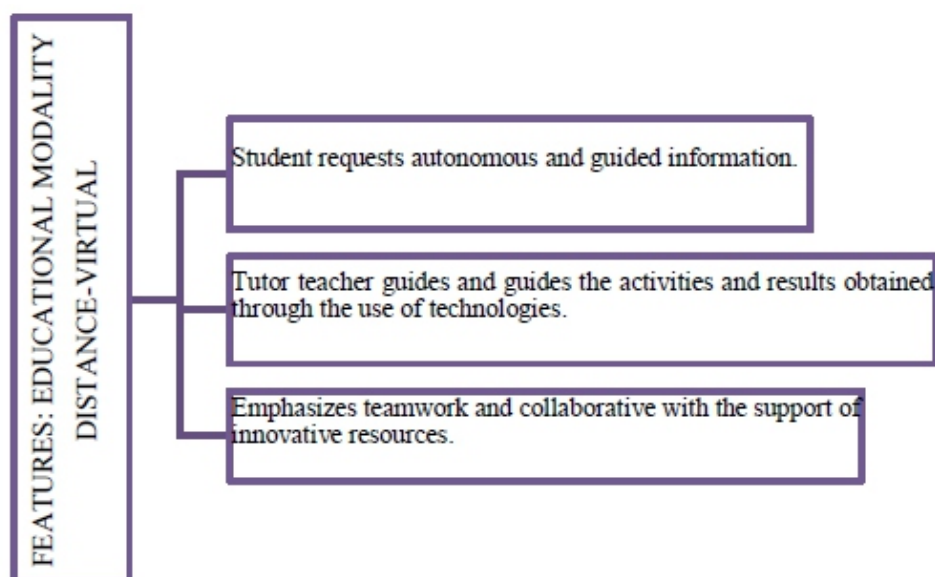 FEATURES: EDUCATIONAL MODALITY
DISTANCE-VIRTUAL
Student requests autonomous and guided information.
Tutor teacher guides and guides the activities and results obtained
through the use of technologies.
Emphasizes teamwork and collaborative with the support of
innovative resources.